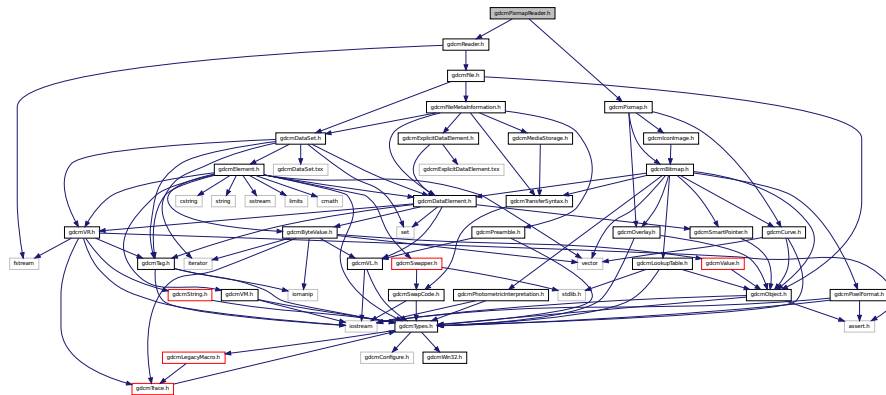 gdcmPixmapReader.h
gdcmReader.h
gdcmFile.h
gdcmFileMetaInformation.h
gdcmPixmap.h
gdcmDataSet.h
gdcmExplicitDataElement.h
gdcmMediaStorage.h
gdcmIconImage.h
gdcmElement.h
gdcmDataSet.txx
gdcmExplicitDataElement.txx
gdcmBitmap.h
cstring
string
sstream
limits
cmath
gdcmDataElement.h
gdcmTransferSyntax.h
gdcmVR.h
gdcmByteValue.h
set
gdcmPreamble.h
gdcmOverlay.h
gdcmSmartPointer.h
gdcmCurve.h
fstream
gdcmTag.h
iterator
gdcmVL.h
gdcmSwapper.h
vector
gdcmLookupTable.h
gdcmValue.h
gdcmString.h
gdcmVM.h
iomanip
gdcmSwapCode.h
gdcmPhotometricInterpretation.h
stdlib.h
gdcmObject.h
gdcmPixelFormat.h
iostream
gdcmTypes.h
assert.h
gdcmLegacyMacro.h
gdcmConfigure.h
gdcmWin32.h
gdcmTrace.h